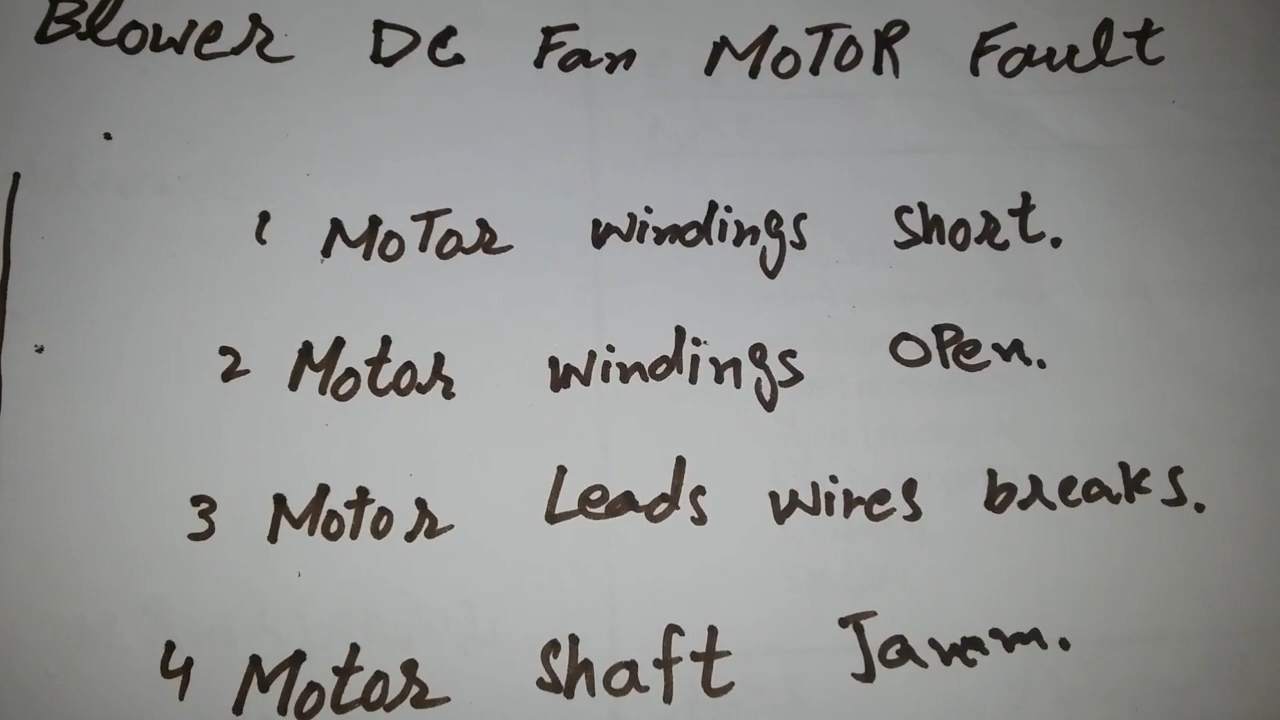 Blower DC Fan MOTOR Fault
1 MoTor windings short.
2 Motor windings OPen.
3 Motor Leads wires breaks.
4 Motor shaft Jamm.